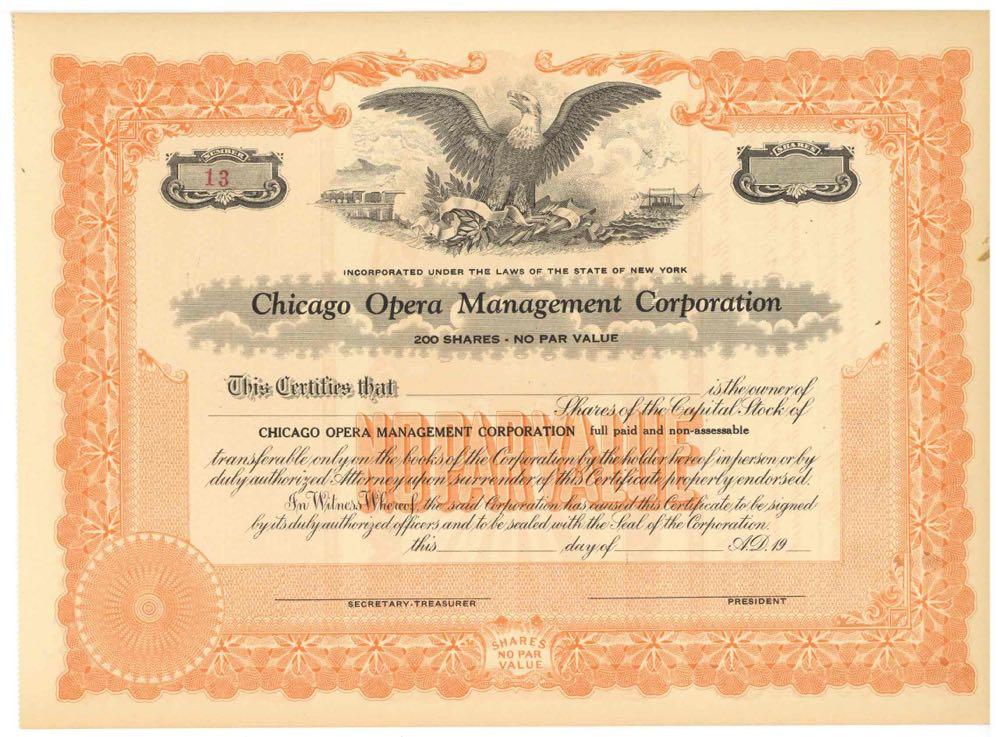 NUMBER
13
SHARES
INCORPORATED UNDER THE LAWS OF THE STATE OF NEW YORK
Chicago Opera Management Corporation
200 SHARES - NO PAR VALUE
This Certifies that is the owner of
Shares of the Capital Stock of
CHICAGO OPERA MANAGEMENT CORPORATION full paid and non-assessable
transferable only on the books of the Corporation by the holder hereof in person or by
duly authorized Attorney upon surrender of this Certificate properly endorsed.
In Witness Whereof, the said Corporation has caused this Certificate to be signed
by its duly authorized officers and to be sealed with the Seal of the Corporation.
this day of A.D. 19
NO PAR VALUE
NO PAR VALUE
SECRETARY-TREASURER PRESIDENT
SHARES
NO PAR
VALUE